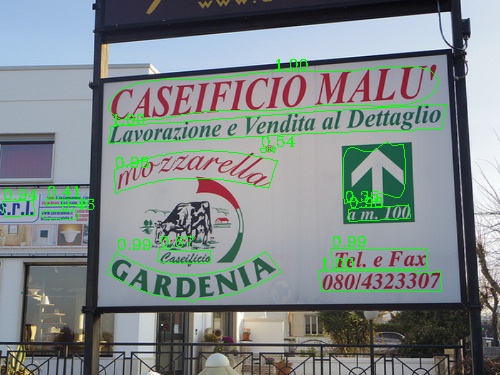 CASEIFICIO MALU'
Lavorazione e Vendita al Dettaglio
mozzarella
a m. 100
Caseificio
GARDENIA
Tel. e Fax
080/4323307
s.r.l.